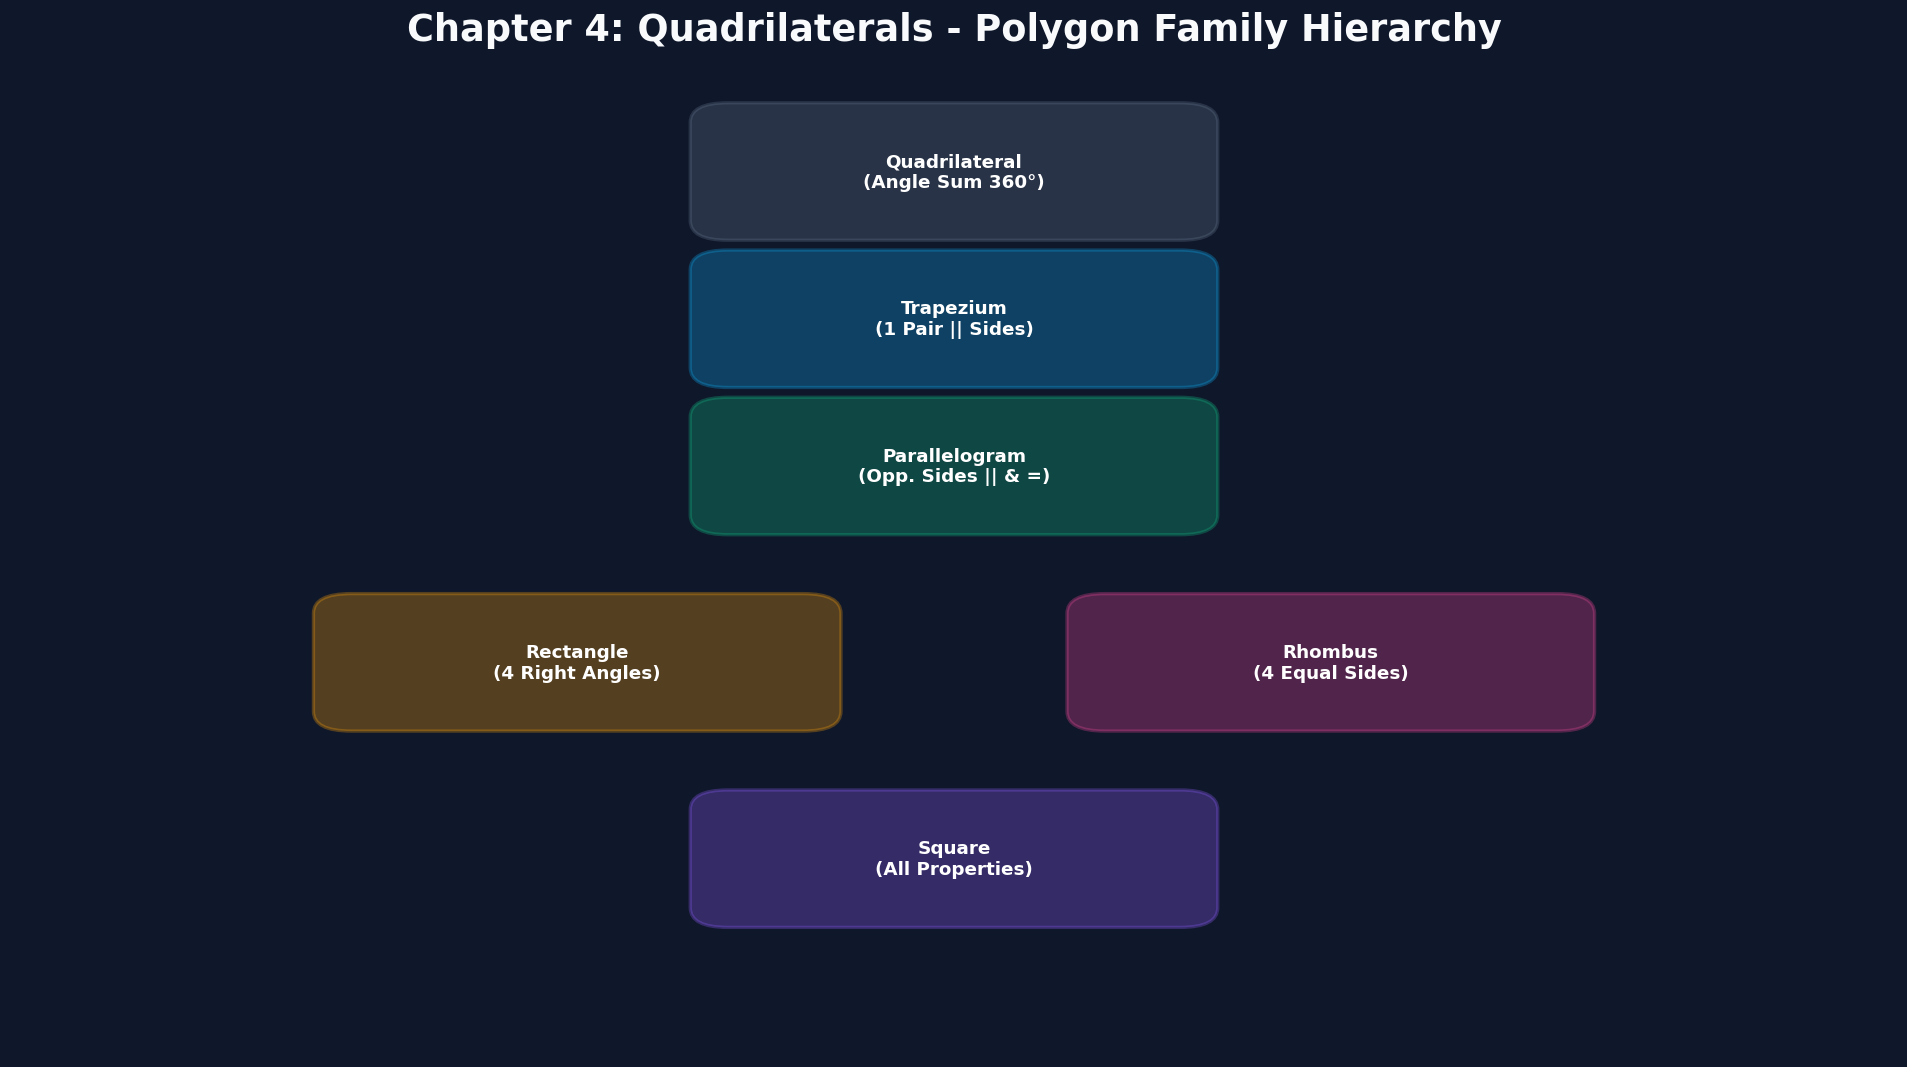 Chapter 4: Quadrilaterals - Polygon Family Hierarchy
Quadrilateral
(Angle Sum 360°)
Trapezium
(1 Pair || Sides)
Parallelogram
(Opp. Sides || & =)
Rectangle
(4 Right Angles)
Rhombus
(4 Equal Sides)
Square
(All Properties)